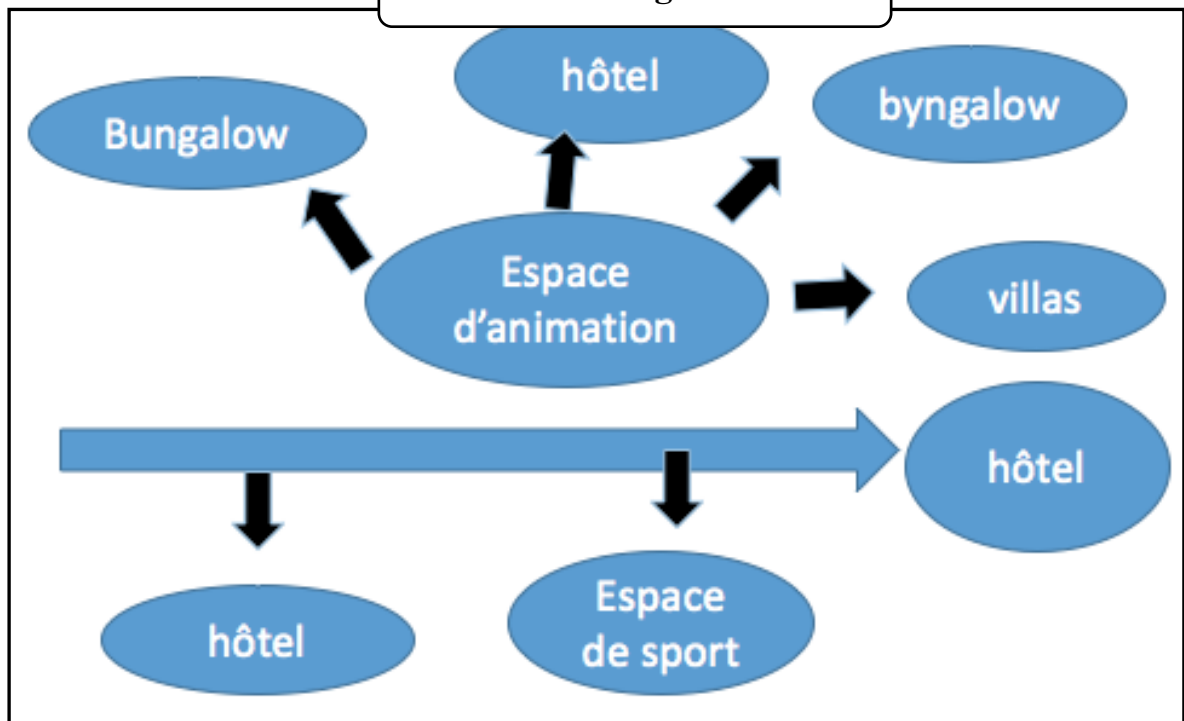 hôtel
Bungalow
byngalow
Espace
d'animation
villas
hôtel
hôtel
Espace
de sport